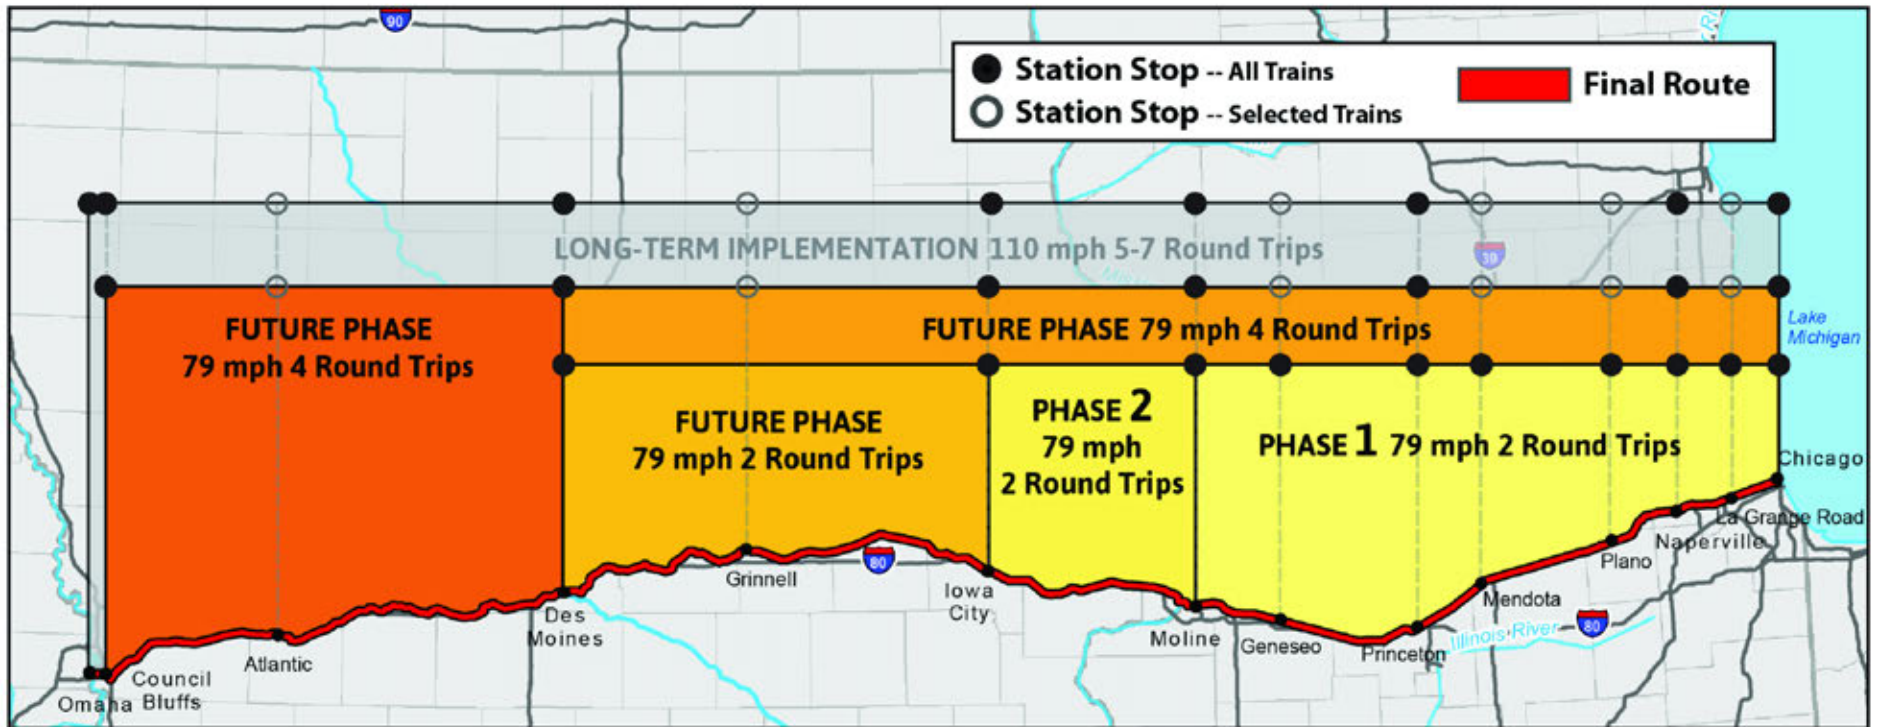 90
Station Stop -- All Trains
Final Route
Station Stop -- Selected Trains
LONG-TERM IMPLEMENTATION 110 mph 5-7 Round Trips
39
FUTURE PHASE
79 mph 4 Round Trips
FUTURE PHASE 79 mph 4 Round Trips
Lake
Michigan
FUTURE PHASE
79 mph 2 Round Trips
PHASE 2
79 mph
2 Round Trips
PHASE 1 79 mph 2 Round Trips
Chicago
La Grange Road
Naperville
Plano
80
Grinnell
Iowa
City
Mendota
Des
Moines
80
Illinois River
Moline
Geneseo
Princeton
Atlantic
Council
Bluffs
Omaha